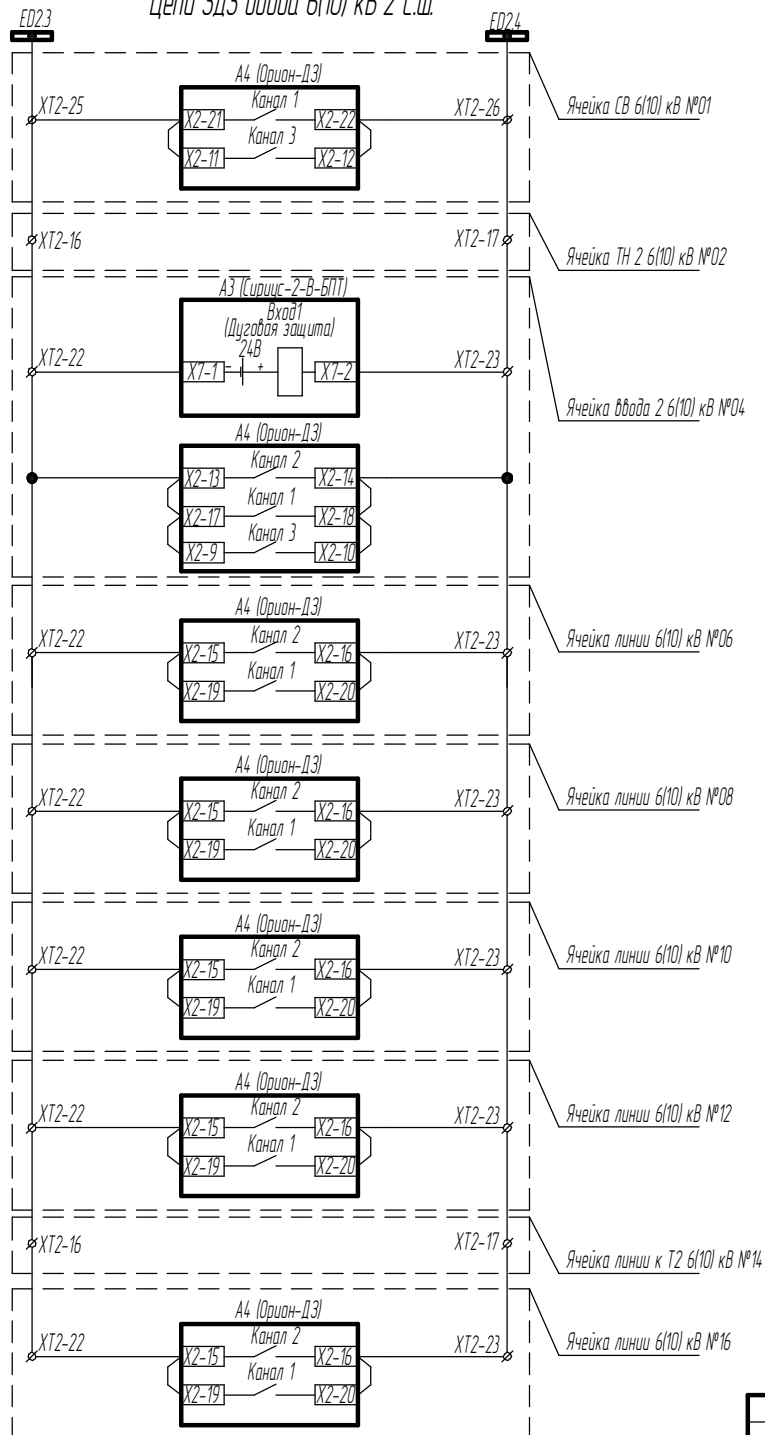 Цепи ЗДЗ ввода 6(10) кВ 2 с.ш.
ED2.3
ED2.4
A4 (Орион-ДЗ)
XT2-25
X2-21
Канал 1
X2-22
XT2-26
Ячейка СВ 6(10) кВ №01
X2-11
Канал 3
X2-12
XT2-16
XT2-17
Ячейка ТН 2 6(10) кВ №02
A3 (Сириус-2-В-БПТ)
Вход1
(Дуговая защита)
24В
XT2-22
X7-1
- +
X7-2
XT2-23
Ячейка ввода 2 6(10) кВ №04
A4 (Орион-ДЗ)
X2-13
Канал 2
X2-14
X2-17
Канал 1
X2-18
X2-9
Канал 3
X2-10
A4 (Орион-ДЗ)
XT2-22
X2-15
Канал 2
X2-16
XT2-23
Ячейка линии 6(10) кВ №06
X2-19
Канал 1
X2-20
A4 (Орион-ДЗ)
XT2-22
X2-15
Канал 2
X2-16
XT2-23
Ячейка линии 6(10) кВ №08
X2-19
Канал 1
X2-20
A4 (Орион-ДЗ)
XT2-22
X2-15
Канал 2
X2-16
XT2-23
Ячейка линии 6(10) кВ №10
X2-19
Канал 1
X2-20
A4 (Орион-ДЗ)
XT2-22
X2-15
Канал 2
X2-16
XT2-23
Ячейка линии 6(10) кВ №12
X2-19
Канал 1
X2-20
XT2-16
XT2-17
Ячейка линии к Т2 6(10) кВ №14
A4 (Орион-ДЗ)
XT2-22
X2-15
Канал 2
X2-16
XT2-23
Ячейка линии 6(10) кВ №16
X2-19
Канал 1
X2-20